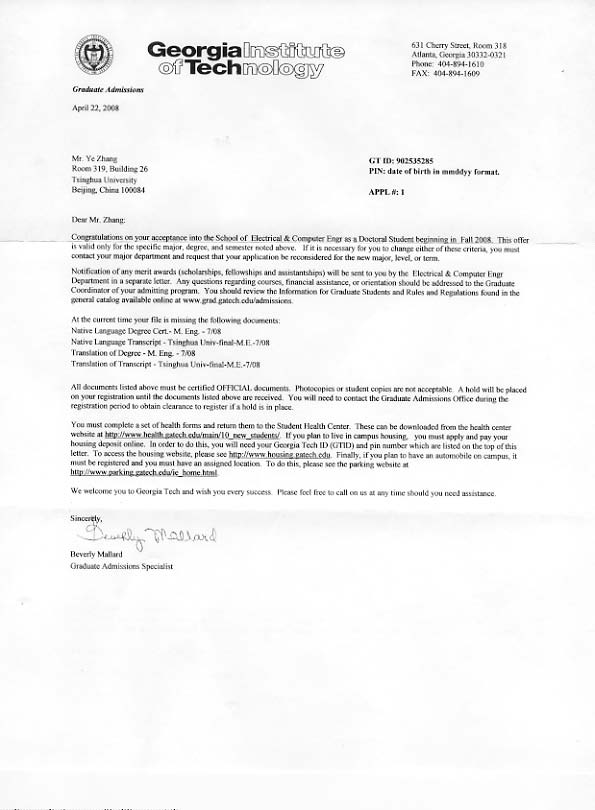 Georgia Institute
of Technology
631 Cherry Street, Room 318
Atlanta, Georgia 30332-0321
Phone: 404-894-1610
FAX: 404-894-1609
Graduate Admissions
April 22, 2008
Mr. Ye Zhang
Room 319, Building 26
Tsinghua University
Beijing, China 100084
GT ID: 902535285
PIN: date of birth in mmddyy format.
APPL #: 1
Dear Mr. Zhang:
Congratulations on your acceptance into the School of Electrical & Computer Engr as a Doctoral Student beginning in Fall 2008. This offer
is valid only for the specific major, degree, and semester noted above. If it is necessary for you to change either of these criteria, you must
contact your major department and request that your application be reconsidered for the new major, level, or term.
Notification of any merit awards (scholarships, fellowships and assistantships) will be sent to you by the Electrical & Computer Engr
Department in a separate letter. Any questions regarding courses, financial assistance, or orientation should be addressed to the Graduate
Coordinator of your admitting program. You should review the Information for Graduate Students and Rules and Regulations found in the
general catalog available online at www.grad.gatech.edu/admissions.
At the current time your file is missing the following documents:
Native Language Degree Cert.- M. Eng. - 7/08
Native Language Transcript - Tsinghua Univ-final-M.E.-7/08
Translation of Degree - M. Eng. - 7/08
Translation of Transcript - Tsinghua Univ-final-M.E.-7/08
All documents listed above must be certified OFFICIAL documents. Photocopies or student copies are not acceptable. A hold will be placed
on your registration until the documents listed above are received. You will need to contact the Graduate Admissions Office during the
registration period to obtain clearance to register if a hold is in place.
You must complete a set of health forms and return them to the Student Health Center. These can be downloaded from the health center
website at http://www.health.gatech.edu/main/10_new_students/. If you plan to live in campus housing, you must apply and pay your
housing deposit online. In order to do this, you will need your Georgia Tech ID (GTID) and pin number which are listed on the top of this
letter. To access the housing website, please see http://www.housing.gatech.edu. Finally, if you plan to have an automobile on campus, it
must be registered and you must have an assigned location. To do this, please see the parking website at
http://www.parking.gatech.edu/ie_home.html.
We welcome you to Georgia Tech and wish you every success. Please feel free to call on us at any time should you need assistance.
Sincerely,
Beverly Mallard
Beverly Mallard
Graduate Admissions Specialist